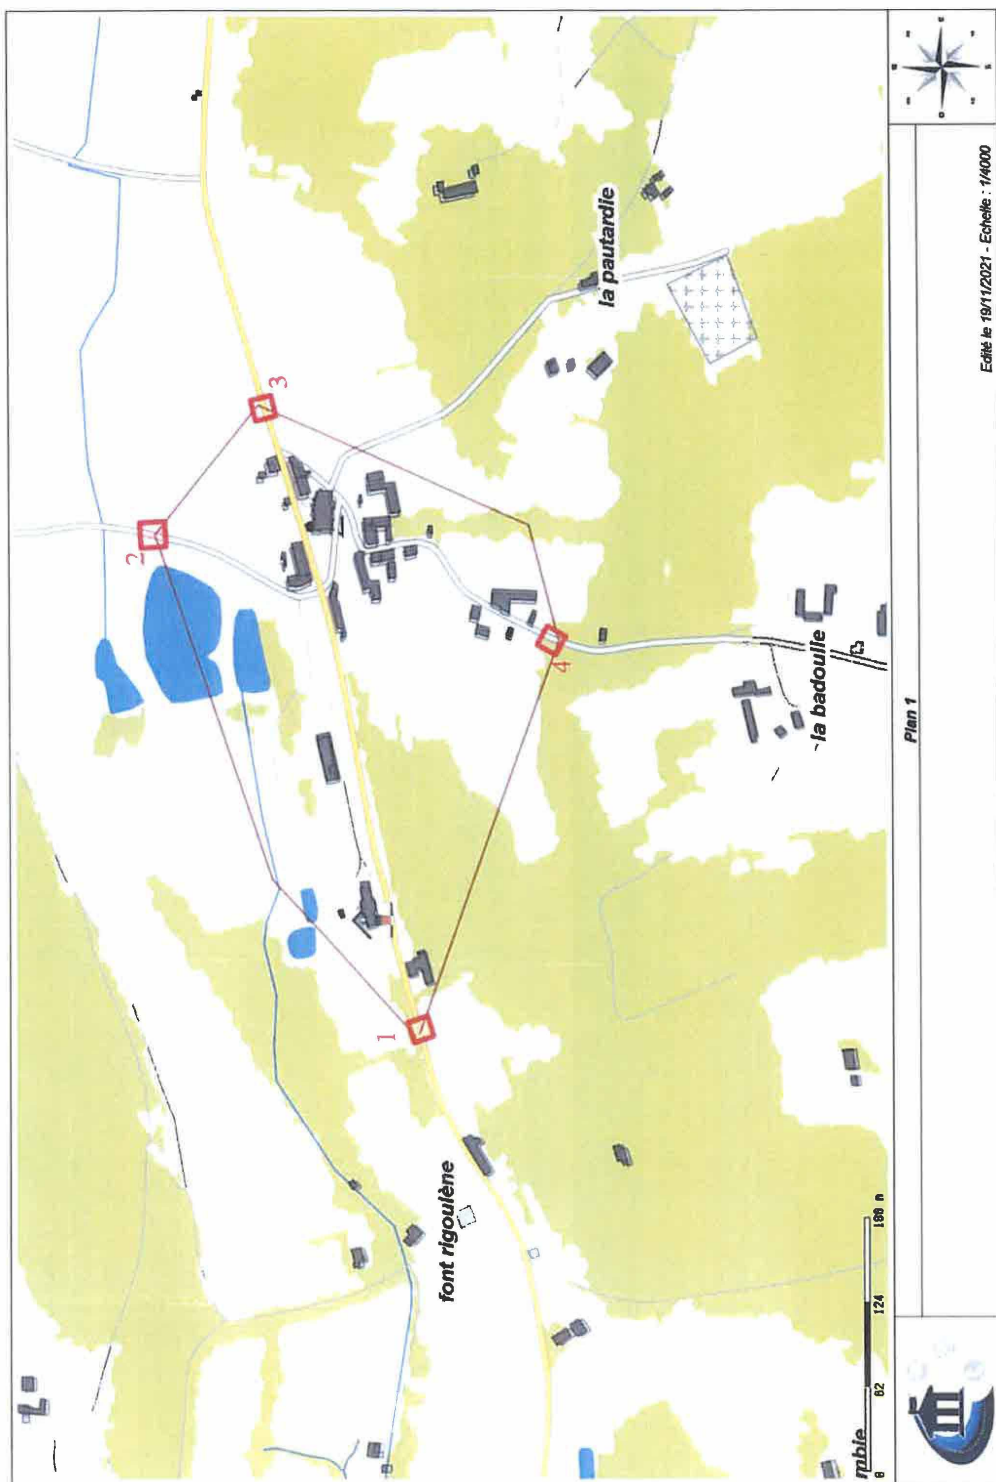 2
3
1
4
la pautardie
font rigoulène
la badoulie
mbie
0 62 124 186 m
Plan 1
Edité le 19/11/2021 - Echelle : 1/4000